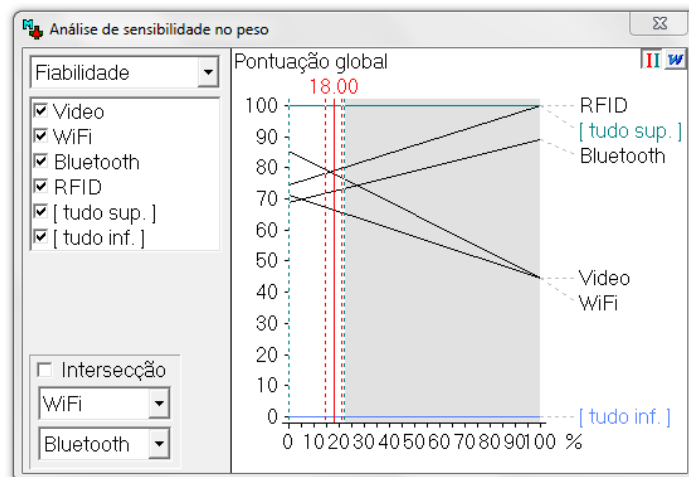 Análise de sensibilidade no peso
Fiabilidade
Video
WiFi
Bluetooth
RFID
[ tudo sup. ]
[ tudo inf. ]
Intersecção
WiFi
Bluetooth
Pontuação global
II W
18.00
100
90
80
70
60
50
40
30
20
10
0
0 10 20 30 40 50 60 70 80 90 100 %
RFID
[ tudo sup. ]
Bluetooth
Video
WiFi
[ tudo inf. ]